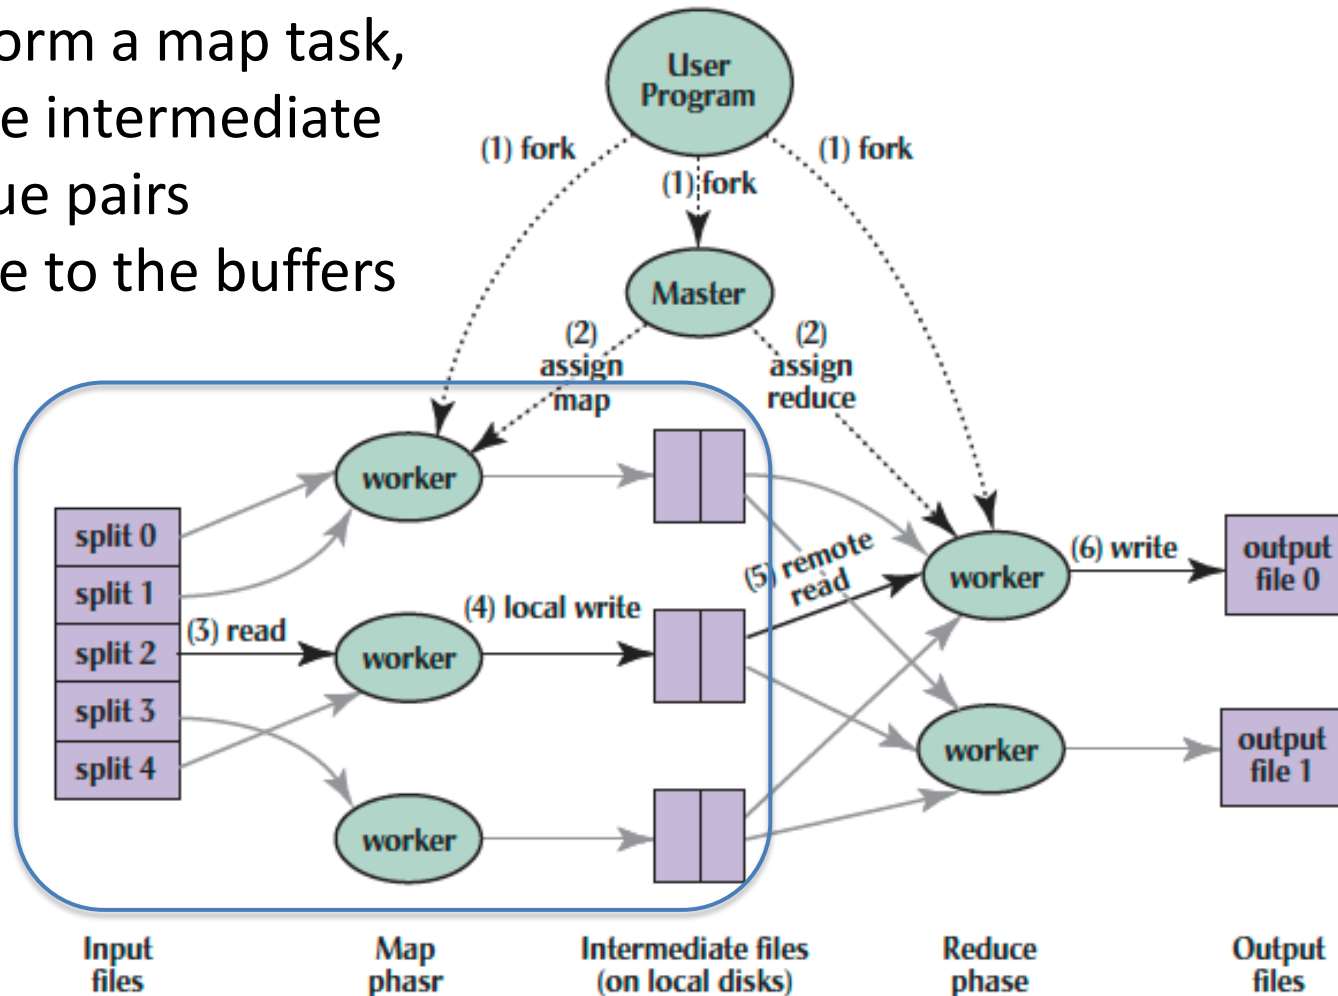 orm a map task,
e intermediate
ue pairs
e to the buffers
User
Program
(1) fork
(1) fork
(1) fork
Master
(2)
assign
map
(2)
assign
reduce
worker
split 0
split 1
split 2
split 3
split 4
(3) read
worker
(4) local write
worker
(5) remote
read
worker
(6) write
output
file 0
worker
output
file 1
Input
files
Map
phasr
Intermediate files
(on local disks)
Reduce
phase
Output
files